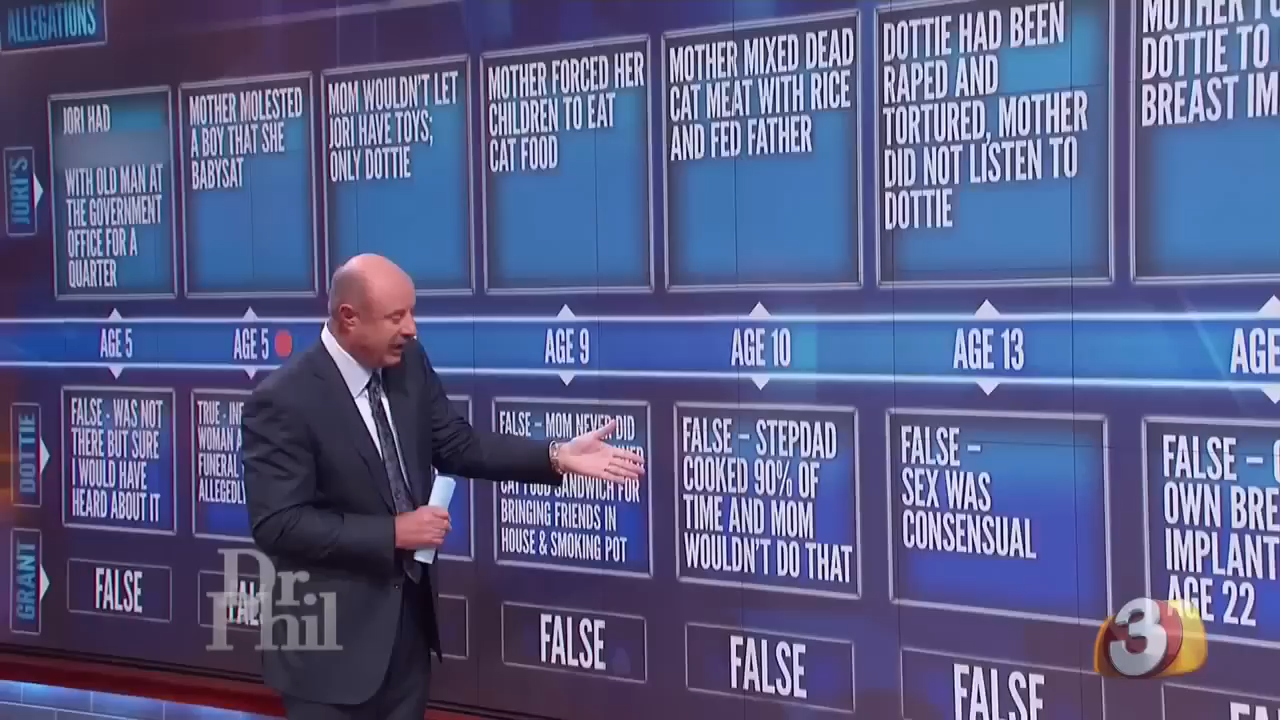 ALLEGATIONS
JORI'S
JORI HAD
WITH OLD MAN AT
THE GOVERNMENT
OFFICE FOR A
QUARTER
MOTHER MOLESTED
A BOY THAT SHE
BABYSAT
MOM WOULDN'T LET
JORI HAVE TOYS;
ONLY DOTTIE
MOTHER FORCED HER
CHILDREN TO EAT
CAT FOOD
MOTHER MIXED DEAD
CAT MEAT WITH RICE
AND FED FATHER
DOTTIE HAD BEEN
RAPED AND
TORTURED, MOTHER
DID NOT LISTEN TO
DOTTIE
MOTHER
DOTTIE TO
BREAST
AGE 5
AGE 5
AGE 9
AGE 10
AGE 13
AGE
DOTTIE
FALSE - WAS NOT
THERE BUT SURE
I WOULD HAVE
HEARD ABOUT IT
TRUE -
WOMAN
FUNERAL
FALSE - MOM NEVER DID
CAT FOOD SANDWICH FOR
BRINGING FRIENDS IN
HOUSE & SMOKING POT
FALSE - STEPDAD
COOKED 90% OF
TIME AND MOM
WOULDN'T DO THAT
FALSE -
SEX WAS
CONSENSUAL
FALSE -
OWN
IMPLANT
AGE 22
GRANT
FALSE
FALSE
FALSE
FALSE
Dr.
Phil
3